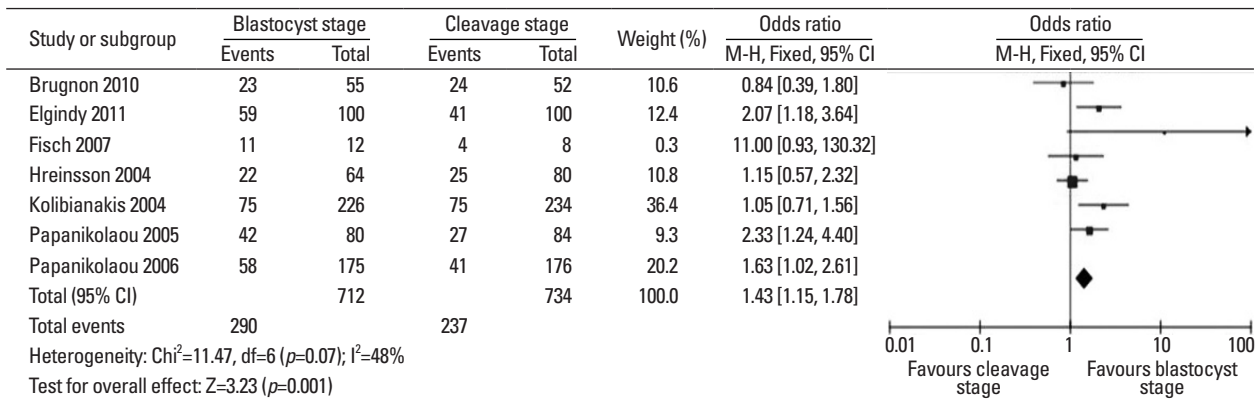 Study or subgroup Blastocyst stage Cleavage stage Weight (%) Odds ratio Odds ratio
Events Total Events Total M-H, Fixed, 95% CI M-H, Fixed, 95% CI
Brugnon 2010 23 55 24 52 10.6 0.84 [0.39, 1.80]
Elgindy 2011 59 100 41 100 12.4 2.07 [1.18, 3.64]
Fisch 2007 11 12 4 8 0.3 11.00 [0.93, 130.32]
Hreinsson 2004 22 64 25 80 10.8 1.15 [0.57, 2.32]
Kolibianakis 2004 75 226 75 234 36.4 1.05 [0.71, 1.56]
Papanikolaou 2005 42 80 27 84 9.3 2.33 [1.24, 4.40]
Papanikolaou 2006 58 175 41 176 20.2 1.63 [1.02, 2.61]
Total (95% CI) 712 734 100.0 1.43 [1.15, 1.78]
Total events 290 237
Heterogeneity: Chi²=11.47, df=6 (p=0.07); I²=48%
Test for overall effect: Z=3.23 (p=0.001)
0.01 0.1 1 10 100
Favours cleavage stage Favours blastocyst stage